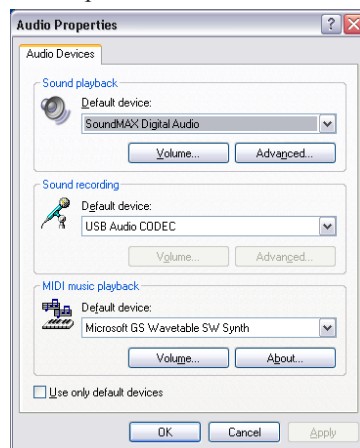 Audio Properties
Audio Devices
Sound playback
Default device:
SoundMAX Digital Audio
Volume... Advanced...
Sound recording
Default device:
USB Audio CODEC
Volume... Advanced...
MIDI music playback
Default device:
Microsoft GS Wavetable SW Synth
Volume... About...
Use only default devices
OK Cancel Apply